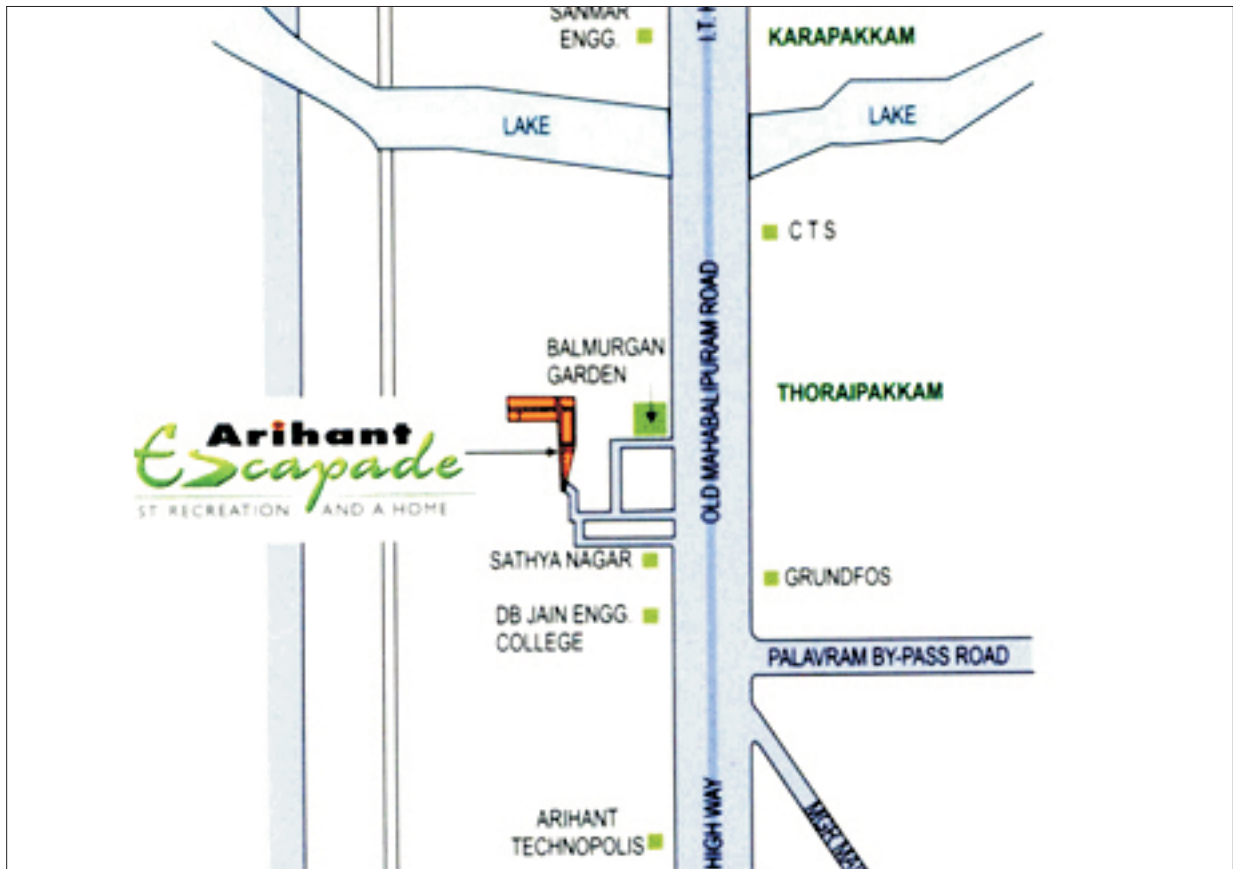 SANMAR
ENGG.
KARAPAKKAM
LAKE
LAKE
C T S
OLD MAHABALIPURAM ROAD
BALMURGAN
GARDEN
THORAIPAKKAM
Arihant
Escapade
ST RECREATION AND A HOME
SATHYA NAGAR
GRUNDFOS
DB JAIN ENGG.
COLLEGE
PALAVRAM BY-PASS ROAD
HIGH WAY
MGR
ARIHANT
TECHNOPOLIS